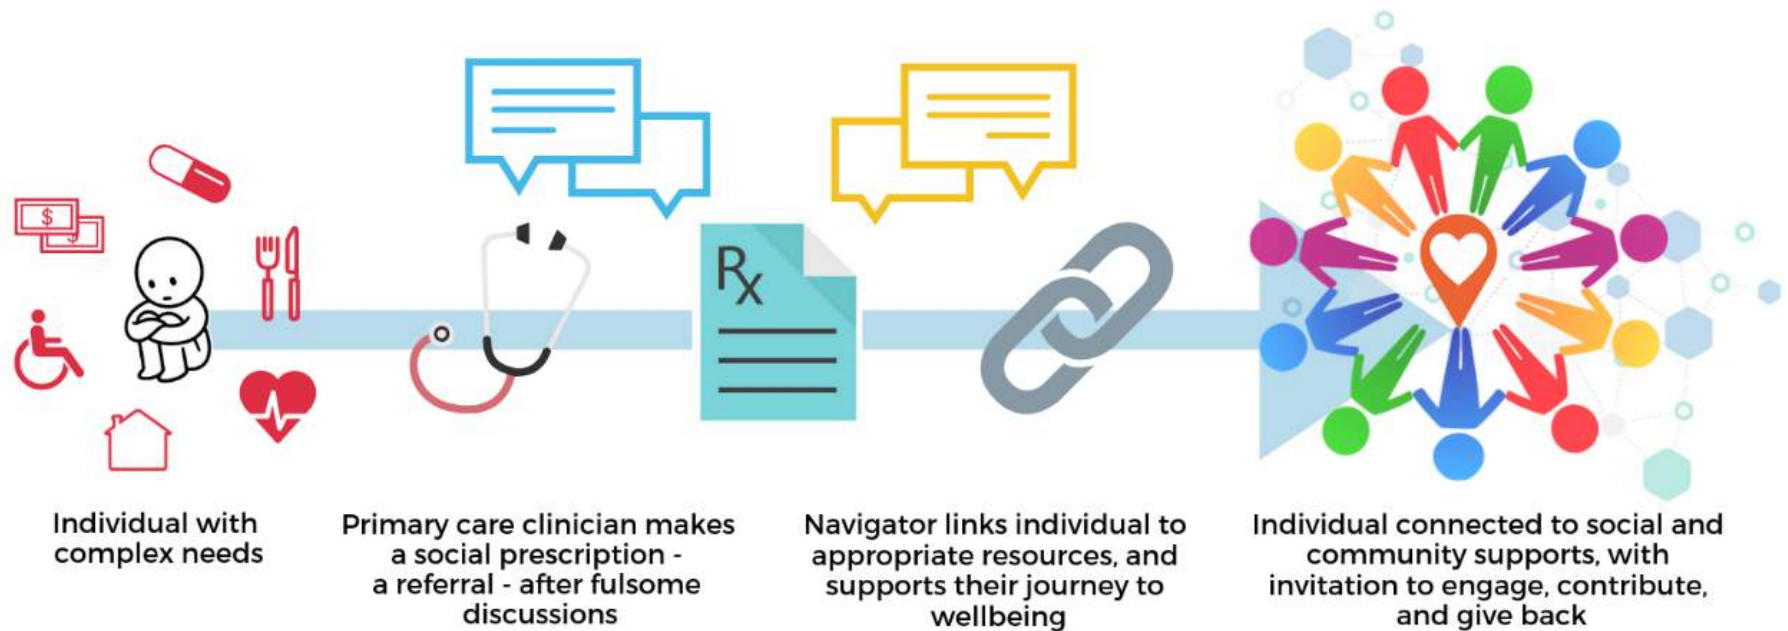 $
$
Rx
Individual with
complex needs
Primary care clinician makes
a social prescription -
a referral - after fulsome
discussions
Navigator links individual to
appropriate resources, and
supports their journey to
wellbeing
Individual connected to social and
community supports, with
invitation to engage, contribute,
and give back